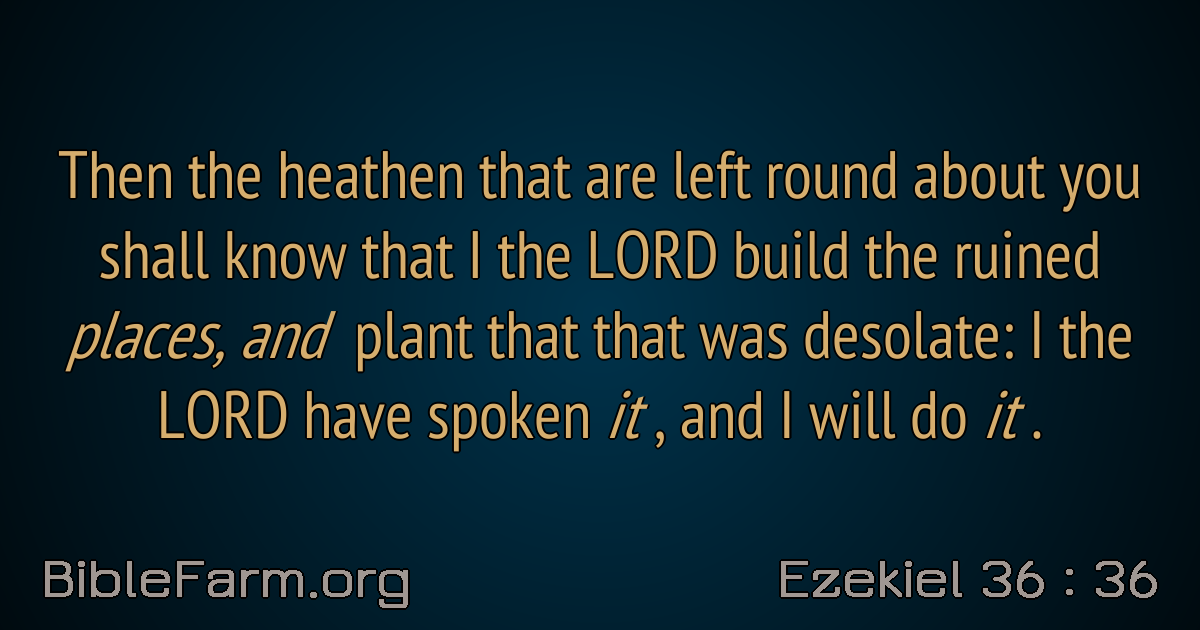 Then the heathen that are left round about you
shall know that I the LORD build the ruined
places, and plant that that was desolate: I the
LORD have spoken it , and I will do it .
BibleFarm.org
Ezekiel 36 : 36